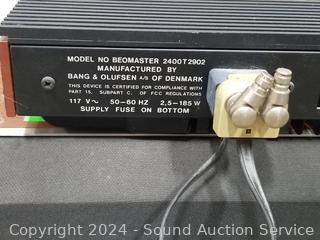 MODEL NO BEOMASTER 2400T2902
MANUFACTURED BY
BANG & OLUFSEN A/S OF DENMARK
THIS DEVICE IS CERTIFIED FOR COMPLIANCE WITH
PART 15, SUBPART C, OF FCC REGULATIONS
117 V~ 50-60 HZ 2,5-185 W
SUPPLY FUSE ON BOTTOM
Copyright 2024 - Sound Auction Service